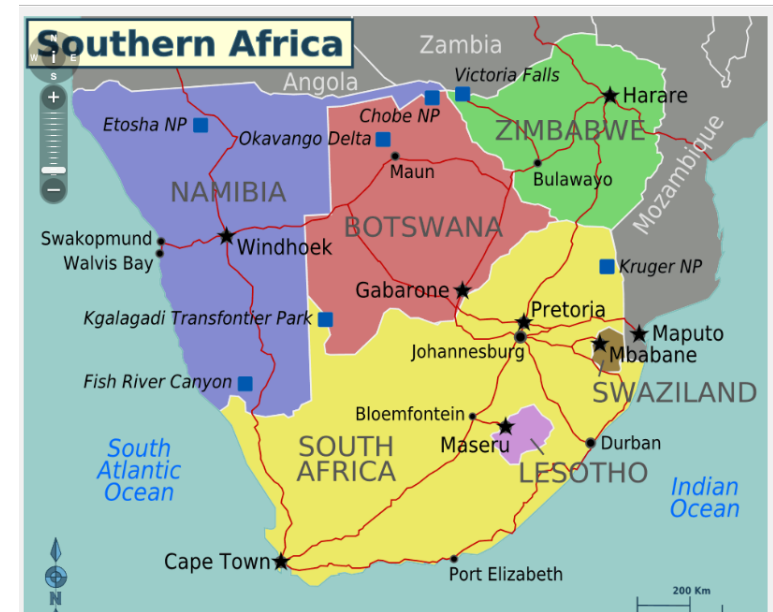 Southern Africa
N
W
i
E
S
+
−
Zambia
Angola
Victoria Falls
Chobe NP
Harare
Etosha NP
Okavango Delta
ZIMBABWE
Maun
Bulawayo
Mozambique
NAMIBIA
BOTSWANA
Swakopmund
Windhoek
Walvis Bay
Kruger NP
Gabarone
Pretoria
Kgalagadi Transfontier Park
Johannesburg
Maputo
Mbabane
Fish River Canyon
SWAZILAND
Bloemfontein
SOUTH
AFRICA
Maseru
Durban
LESOTHO
South
Atlantic
Ocean
Indian
Ocean
Cape Town
Port Elizabeth
200 Km
N